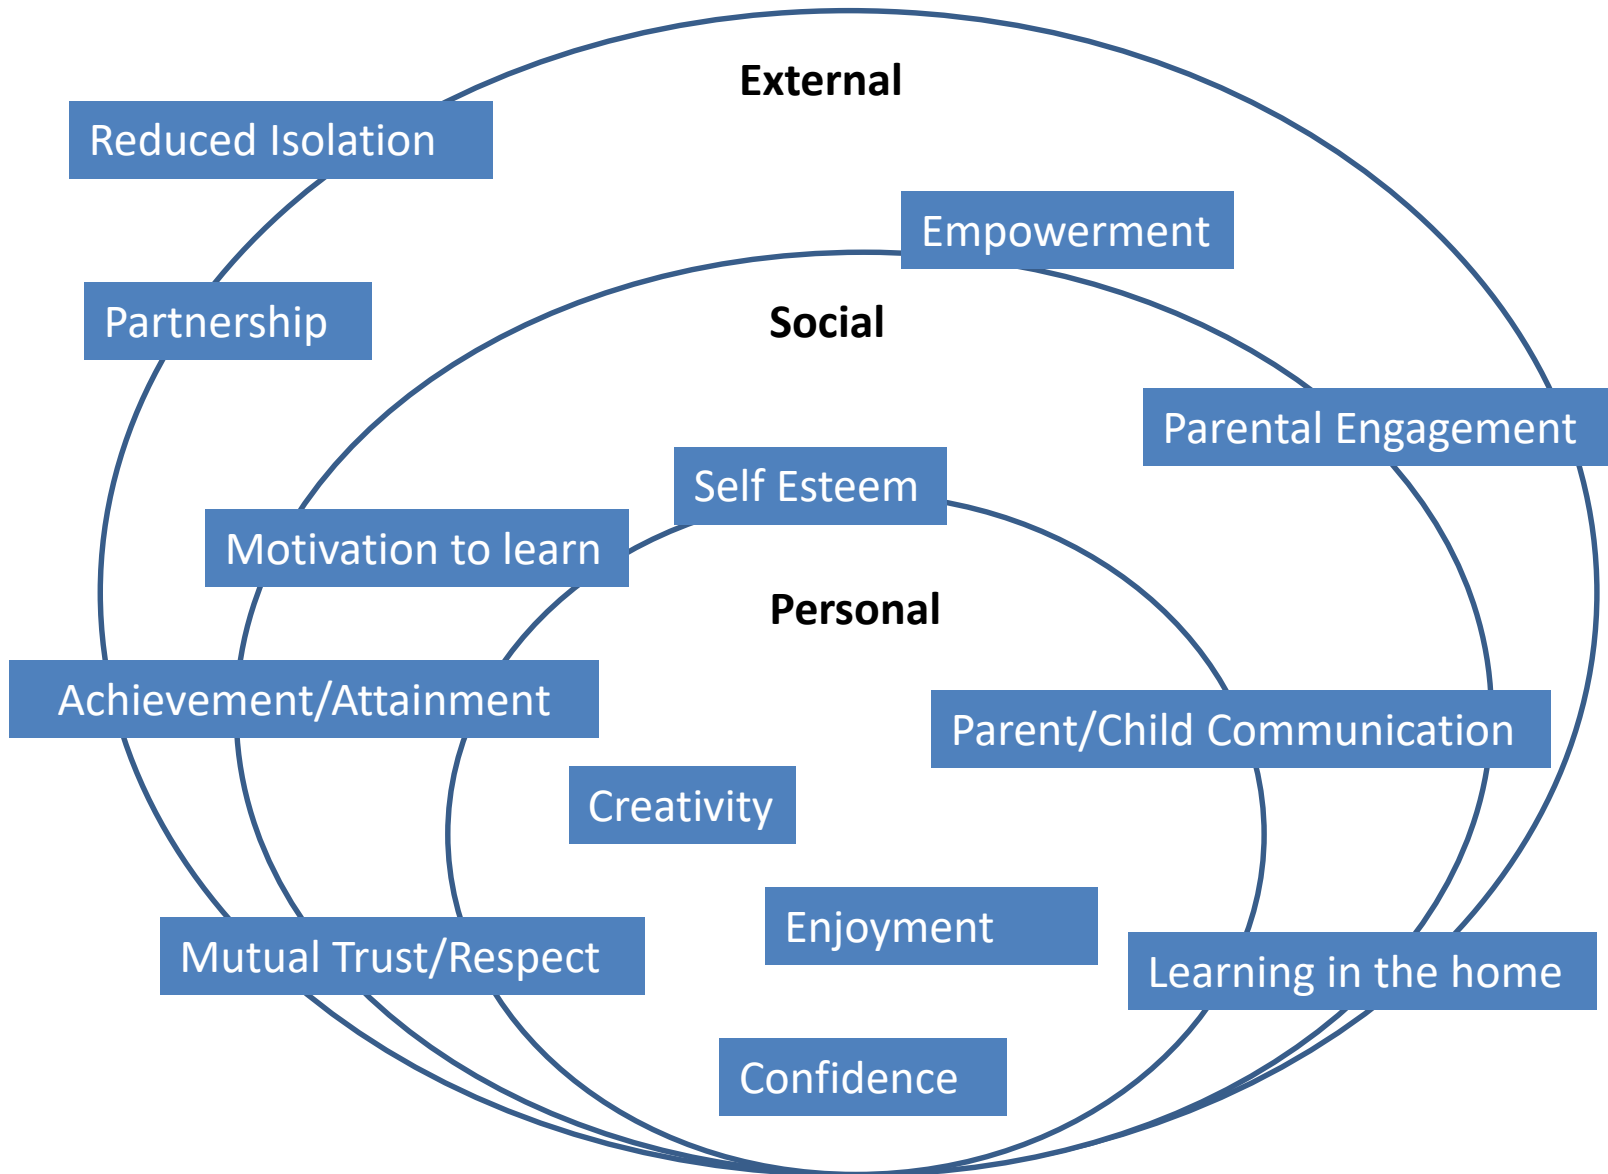 External
Reduced Isolation
Empowerment
Partnership
Social
Parental Engagement
Self Esteem
Motivation to learn
Personal
Achievement/Attainment
Parent/Child Communication
Creativity
Enjoyment
Mutual Trust/Respect
Learning in the home
Confidence